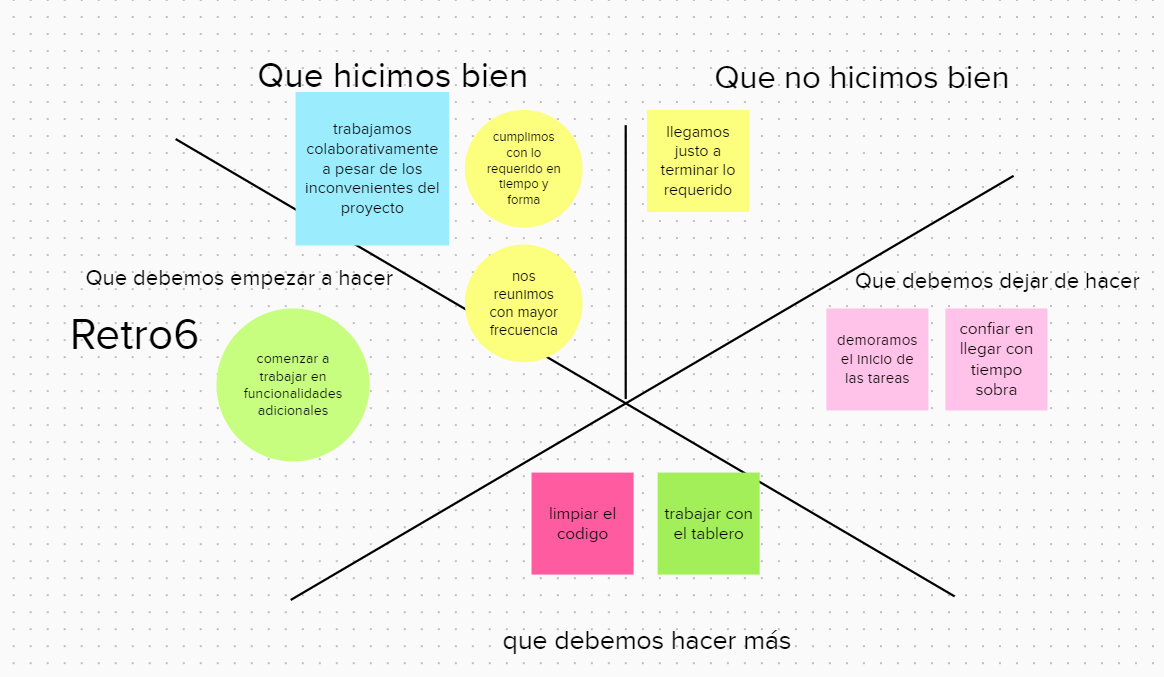 Que hicimos bien
trabajamos
colaborativamente
a pesar de los
inconvenientes del
proyecto
cumplimos
con lo
requerido en
tiempo y
forma
nos
reunimos
con mayor
frecuencia
Que no hicimos bien
llegamos
justo a
terminar lo
requerido
Que debemos empezar a hacer
Retro6
comenzar a
trabajar en
funcionalidades
adicionales
Que debemos dejar de hacer
demoramos
el inicio de
las tareas
confiar en
llegar con
tiempo
sobra
limpiar el
codigo
trabajar con
el tablero
que debemos hacer más